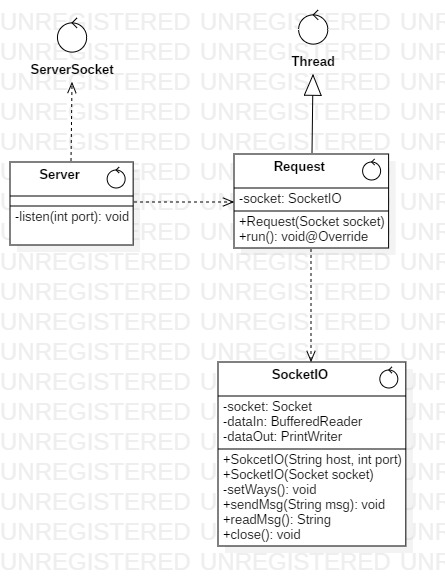 ServerSocket
Thread
Server
-listen(int port): void
Request
-socket: SocketIO
+Request(Socket socket)
+run(): void@Override
SocketIO
-socket: Socket
-dataIn: BufferedReader
-dataOut: PrintWriter
+SokcetIO(String host, int port)
+SocketIO(Socket socket)
-setWays(): void
+sendMsg(String msg): void
+readMsg(): String
+close(): void
UNREGISTERED